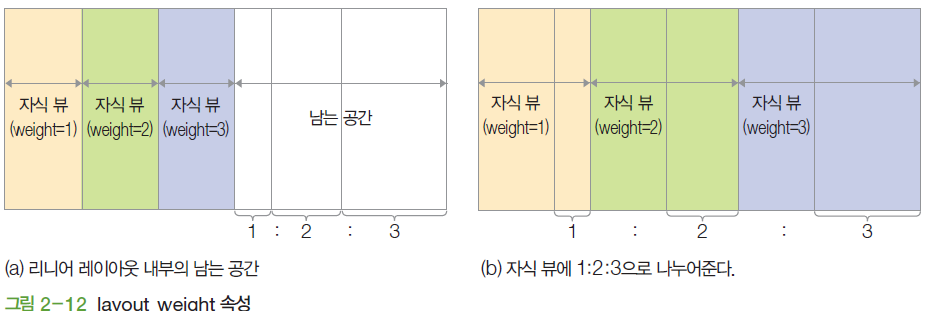 자식 뷰
(weight=1)
자식 뷰
(weight=2)
자식 뷰
(weight=3)
남는 공간
1 : 2 : 3
(a) 리니어 레이아웃 내부의 남는 공간
자식 뷰
(weight=1)
자식 뷰
(weight=2)
자식 뷰
(weight=3)
1 : 2 : 3
(b) 자식 뷰에 1:2:3으로 나누어준다.
그림 2-12 layout_weight 속성